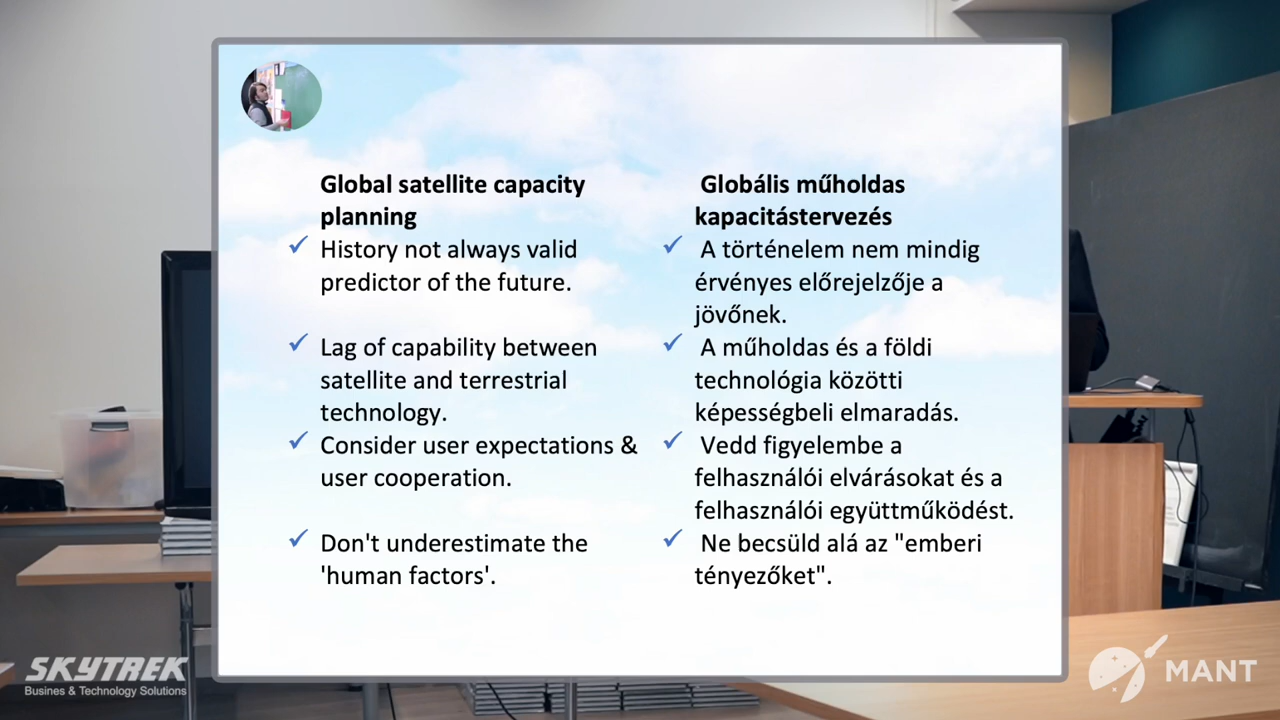 Global satellite capacity
planning
History not always valid
predictor of the future.
Lag of capability between
satellite and terrestrial
technology.
Consider user expectations &
user cooperation.
Don't underestimate the
'human factors'.
Globális műholdas
kapacitástervezés
A történelem nem mindig
érvényes előrejelzője a
jövőnek.
A műholdas és a földi
technológia közötti
képességbeli elmaradás.
Vedd figyelembe a
felhasználói elvárásokat és a
felhasználói együttműködést.
Ne becsüld alá az "emberi
tényezőket".
SKYTREK
Busines & Technology Solutions
MANT